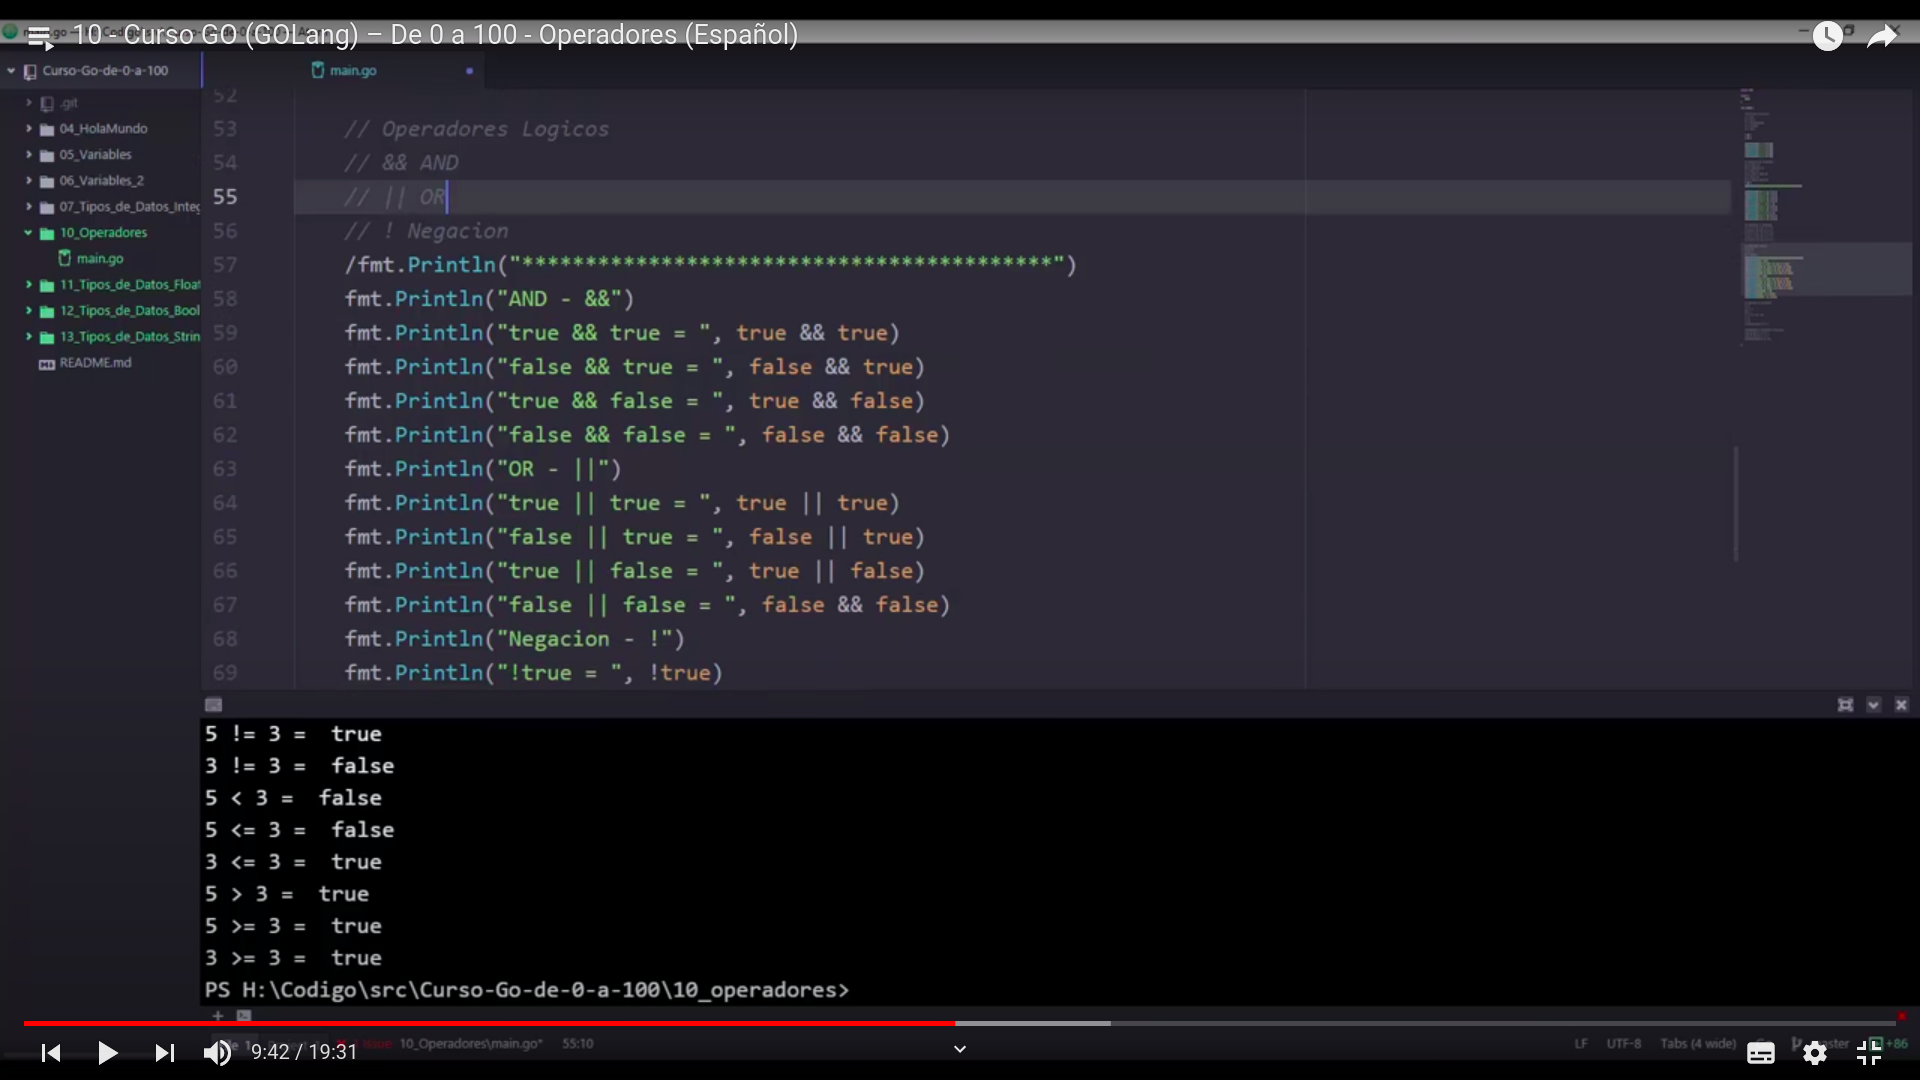 10 - Curso GO (GOLang) – De 0 a 100 - Operadores (Español)
Curso-Go-de-0-a-100
main.go
.git
04_HolaMundo
05_Variables
06_Variables_2
07_Tipos_de_Datos_Integ
10_Operadores
main.go
11_Tipos_de_Datos_Float
12_Tipos_de_Datos_Bool
13_Tipos_de_Datos_Strin
README.md
52
53 // Operadores Logicos
54 // && AND
55 // || OR
56 // ! Negacion
57 /fmt.Println("******************************************")
58 fmt.Println("AND - &&")
59 fmt.Println("true && true = ", true && true)
60 fmt.Println("false && true = ", false && true)
61 fmt.Println("true && false = ", true && false)
62 fmt.Println("false && false = ", false && false)
63 fmt.Println("OR - ||")
64 fmt.Println("true || true = ", true || true)
65 fmt.Println("false || true = ", false || true)
66 fmt.Println("true || false = ", true || false)
67 fmt.Println("false || false = ", false && false)
68 fmt.Println("Negacion - !")
69 fmt.Println("!true = ", !true)
5 != 3 =  true
3 != 3 =  false
5 < 3 =  false
5 <= 3 =  false
3 <= 3 =  true
5 > 3 =  true
5 >= 3 =  true
3 >= 3 =  true
PS H:\Codigo\src\Curso-Go-de-0-a-100\10_operadores>
9:42 / 19:31
10_Operadores\main.go* 55:10
LF UTF-8 Tabs (4 wide) +86